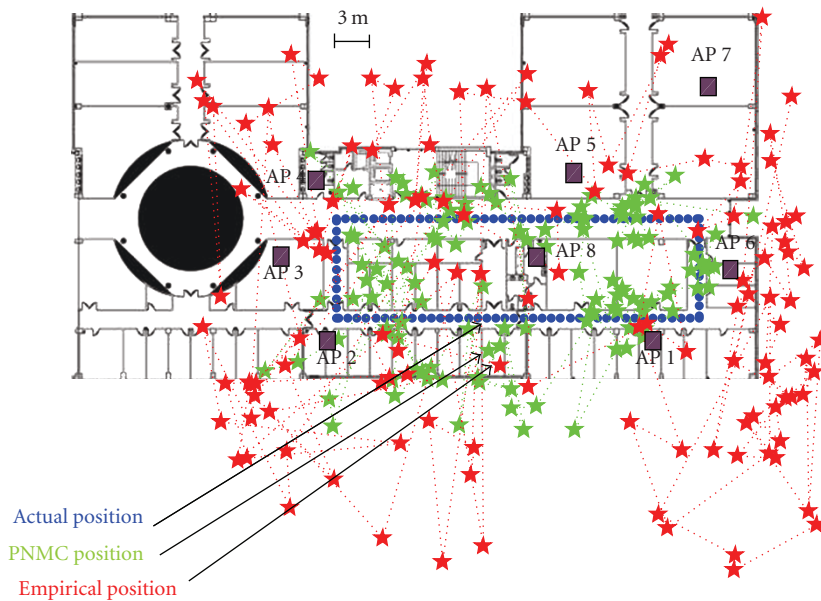 3 m
AP 7
AP 5
AP 4
AP 8
AP 6
AP 3
AP 2
AP 1
Actual position
PNMC position
Empirical position